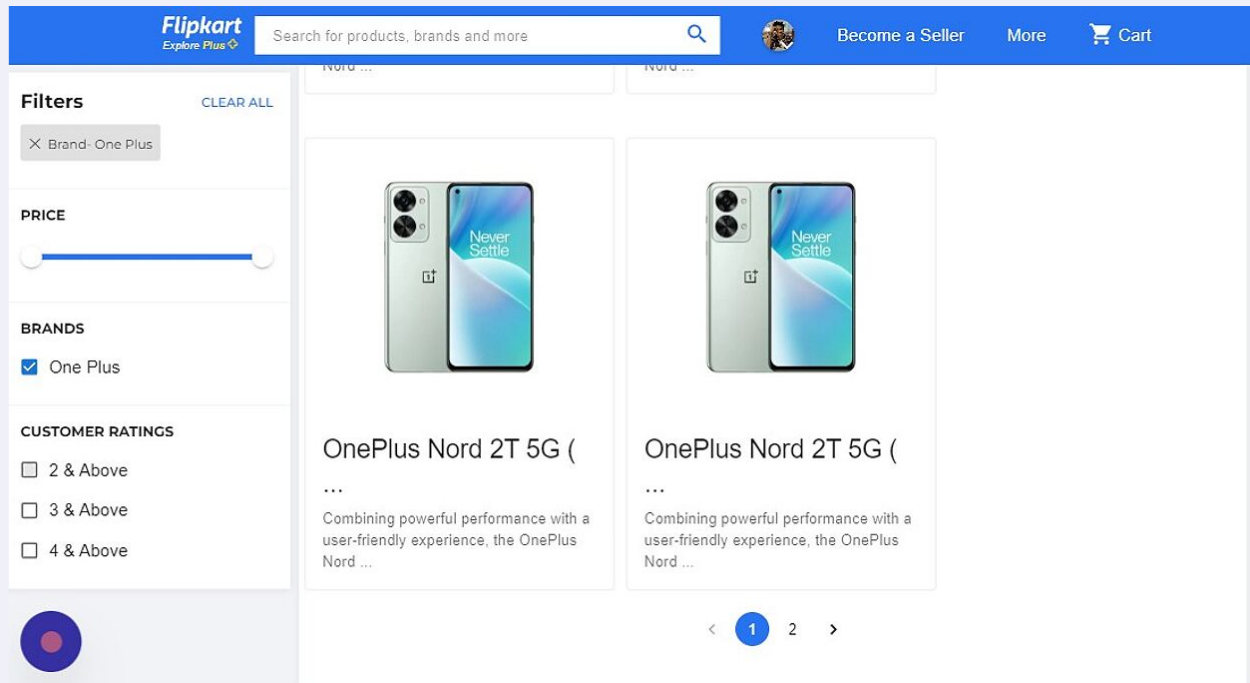 Flipkart
Explore Plus
Search for products, brands and more
Become a Seller
More
Cart
Filters
CLEAR ALL
Brand- One Plus
PRICE
BRANDS
One Plus
CUSTOMER RATINGS
2 & Above
3 & Above
4 & Above
Nord ...
Nord ...
Never
Settle
OnePlus Nord 2T 5G (
...
Combining powerful performance with a
user-friendly experience, the OnePlus
Nord ...
Never
Settle
OnePlus Nord 2T 5G (
...
Combining powerful performance with a
user-friendly experience, the OnePlus
Nord ...
1 2